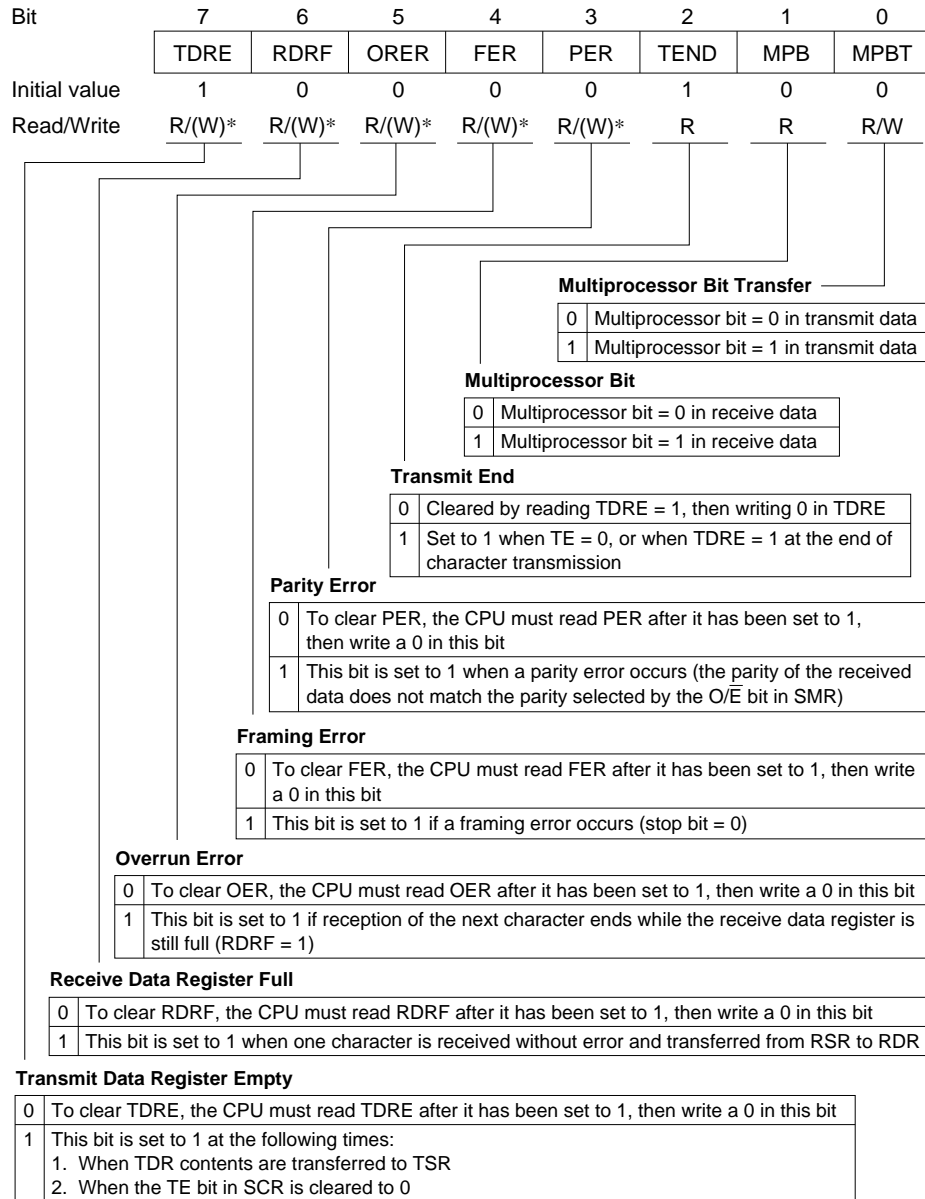 Bit 7 6 5 4 3 2 1 0
TDRE RDRF ORER FER PER TEND MPB MPBT
Initial value 1 0 0 0 0 1 0 0
Read/Write R/(W)* R/(W)* R/(W)* R/(W)* R/(W)* R R R/W
Multiprocessor Bit Transfer
0 Multiprocessor bit = 0 in transmit data
1 Multiprocessor bit = 1 in transmit data
Multiprocessor Bit
0 Multiprocessor bit = 0 in receive data
1 Multiprocessor bit = 1 in receive data
Transmit End
0 Cleared by reading TDRE = 1, then writing 0 in TDRE
1 Set to 1 when TE = 0, or when TDRE = 1 at the end of
character transmission
Parity Error
0 To clear PER, the CPU must read PER after it has been set to 1,
then write a 0 in this bit
1 This bit is set to 1 when a parity error occurs (the parity of the received
data does not match the parity selected by the O/E̅ bit in SMR)
Framing Error
0 To clear FER, the CPU must read FER after it has been set to 1, then write
a 0 in this bit
1 This bit is set to 1 if a framing error occurs (stop bit = 0)
Overrun Error
0 To clear OER, the CPU must read OER after it has been set to 1, then write a 0 in this bit
1 This bit is set to 1 if reception of the next character ends while the receive data register is
still full (RDRF = 1)
Receive Data Register Full
0 To clear RDRF, the CPU must read RDRF after it has been set to 1, then write a 0 in this bit
1 This bit is set to 1 when one character is received without error and transferred from RSR to RDR
Transmit Data Register Empty
0 To clear TDRE, the CPU must read TDRE after it has been set to 1, then write a 0 in this bit
1 This bit is set to 1 at the following times:
1. When TDR contents are transferred to TSR
2. When the TE bit in SCR is cleared to 0